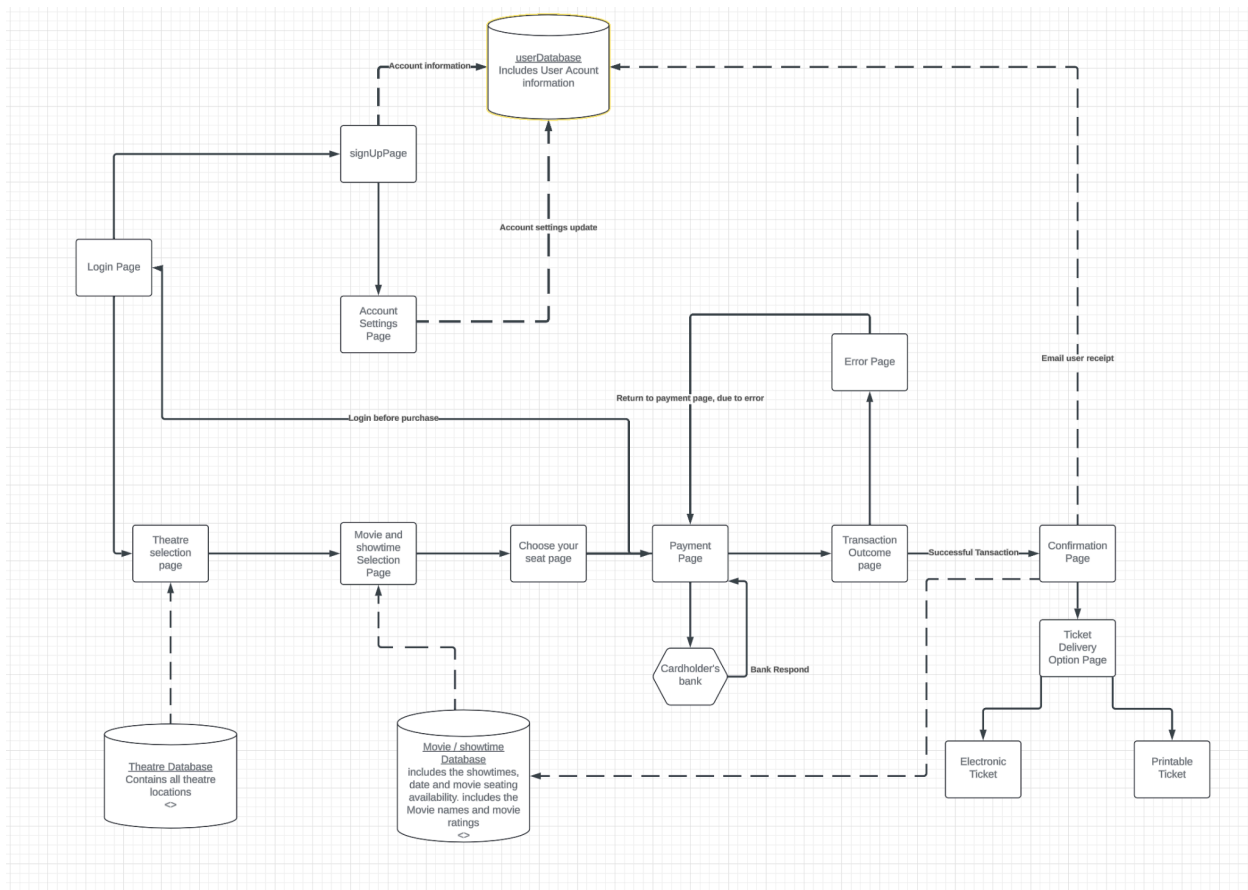 userDatabase
Includes User Acount
information
Account information
signUpPage
Account settings update
Login Page
Account
Settings
Page
Error Page
Email user receipt
Return to payment page, due to error
Login before purchase
Theatre
selection
page
Movie and
showtime
Selection
Page
Choose your
seat page
Payment
Page
Transaction
Outcome
page
Successful Tansaction
Confirmation
Page
Ticket
Delivery
Option Page
Cardholder's
bank
Bank Respond
Theatre Database
Contains all theatre
locations
<>
Movie / showtime
Database
includes the showtimes,
date and movie seating
availability. includes the
Movie names and movie
ratings
<>
Electronic
Ticket
Printable
Ticket